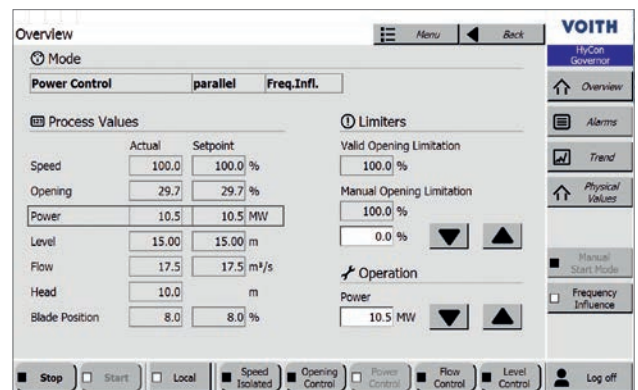 Overview
Menu
Back
VOITH
HyCon
Governor
Mode
Power Control parallel Freq.Infl.
Overview
Alarms
Trend
Physical
Values
Manual
Start Mode
Frequency
Influence
Process Values
Actual Setpoint
Speed 100.0 100.0 %
Opening 29.7 29.7 %
Power 10.5 10.5 MW
Level 15.00 15.00 m
Flow 17.5 17.5 m³/s
Head 10.0 m
Blade Position 8.0 8.0 %
Limiters
Valid Opening Limitation
100.0 %
Manual Opening Limitation
100.0 %
0.0 %
Operation
Power
10.5 MW
Stop
Start
Local
Speed
Isolated
Opening
Control
Power
Control
Flow
Control
Level
Control
Log off